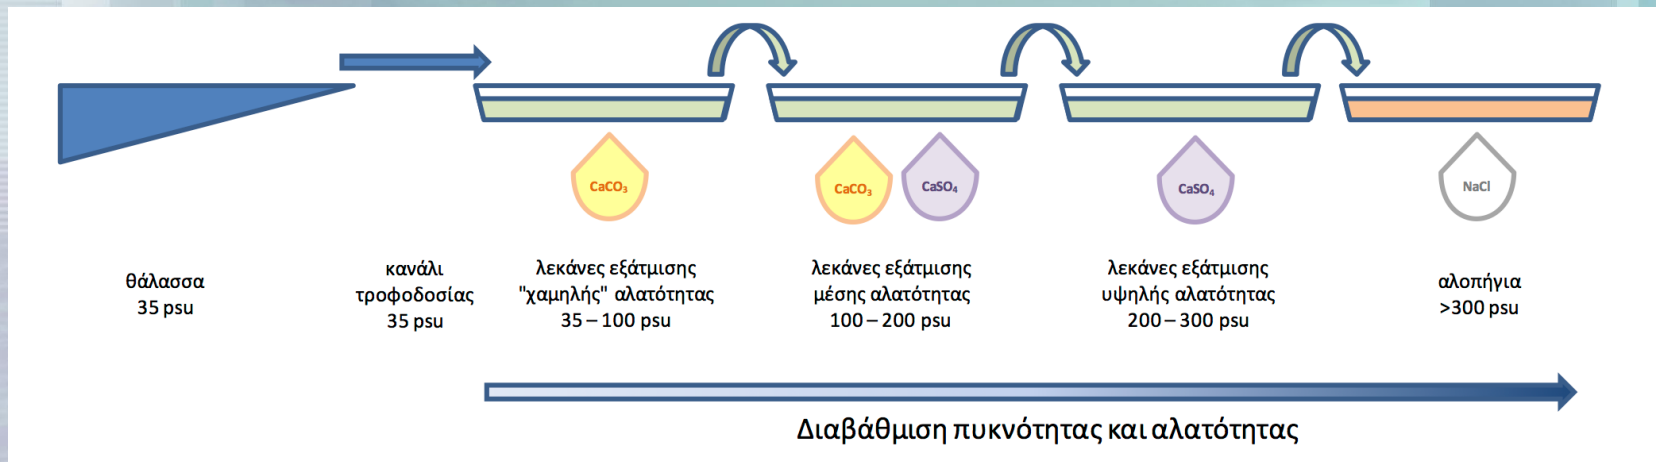 CaCO₃
CaCO₃
CaSO₄
CaSO₄
NaCl
θάλασσα
35 psu
κανάλι
τροφοδοσίας
35 psu
λεκάνες εξάτμισης
"χαμηλής" αλατότητας
35 – 100 psu
λεκάνες εξάτμισης
μέσης αλατότητας
100 – 200 psu
λεκάνες εξάτμισης
υψηλής αλατότητας
200 – 300 psu
αλοπήγια
>300 psu
Διαβάθμιση πυκνότητας και αλατότητας